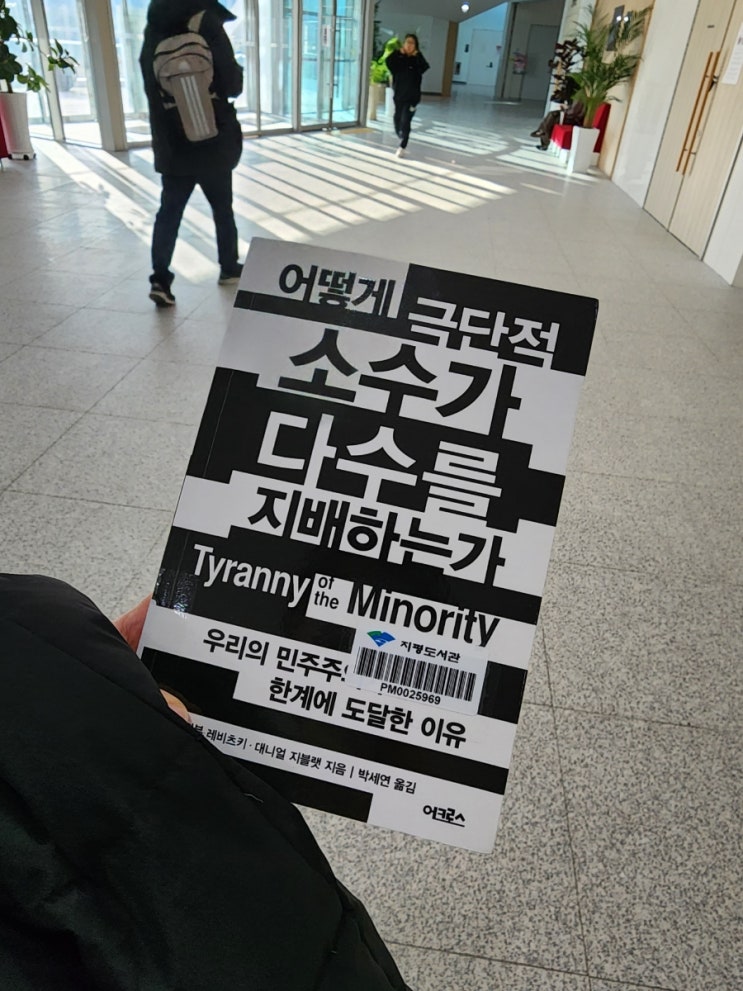 어떻게 극단적
소수가
다수를
지배하는가
Tyranny of the Minority
지평도서관
PM0025969
우리의 민주주
한계에 도달한 이유
레비츠키 · 대니얼 지블랫 지음 | 박세연 옮김
어크로스